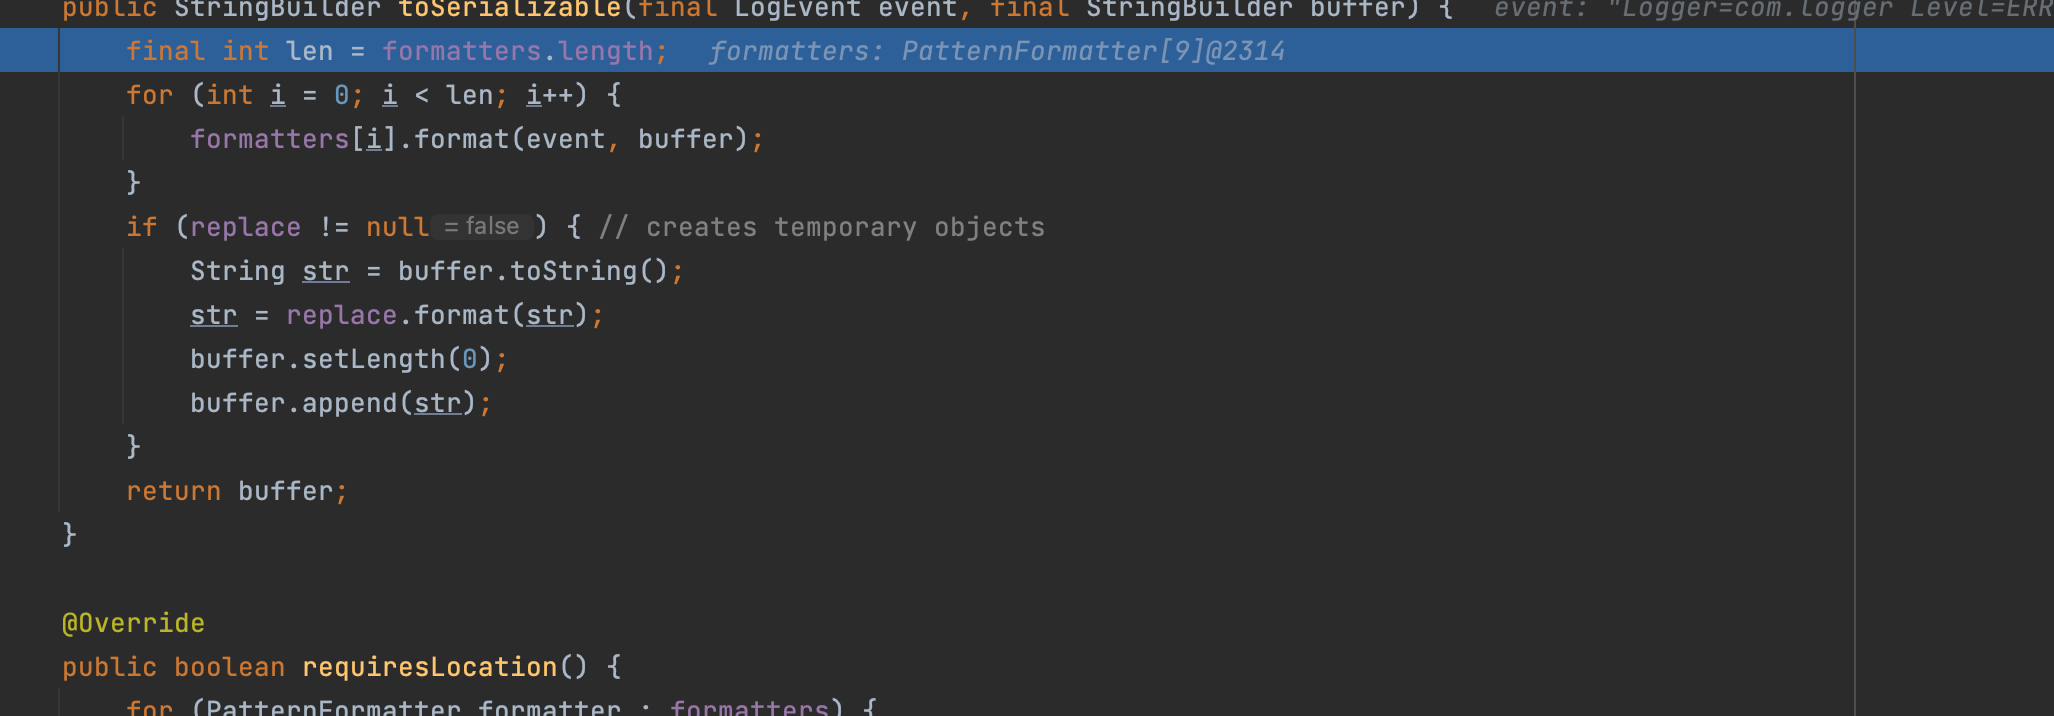 public StringBuilder toSerializable(final LogEvent event, final StringBuilder buffer) {   event: "Logger=com.logger Level=ERR
final int len = formatters.length;   formatters: PatternFormatter[9]@2314
for (int i = 0; i < len; i++) {
formatters[i].format(event, buffer);
}
if (replace != null = false ) { // creates temporary objects
String str = buffer.toString();
str = replace.format(str);
buffer.setLength(0);
buffer.append(str);
}
return buffer;
}
@Override
public boolean requiresLocation() {
for (PatternFormatter formatter : formatters) {